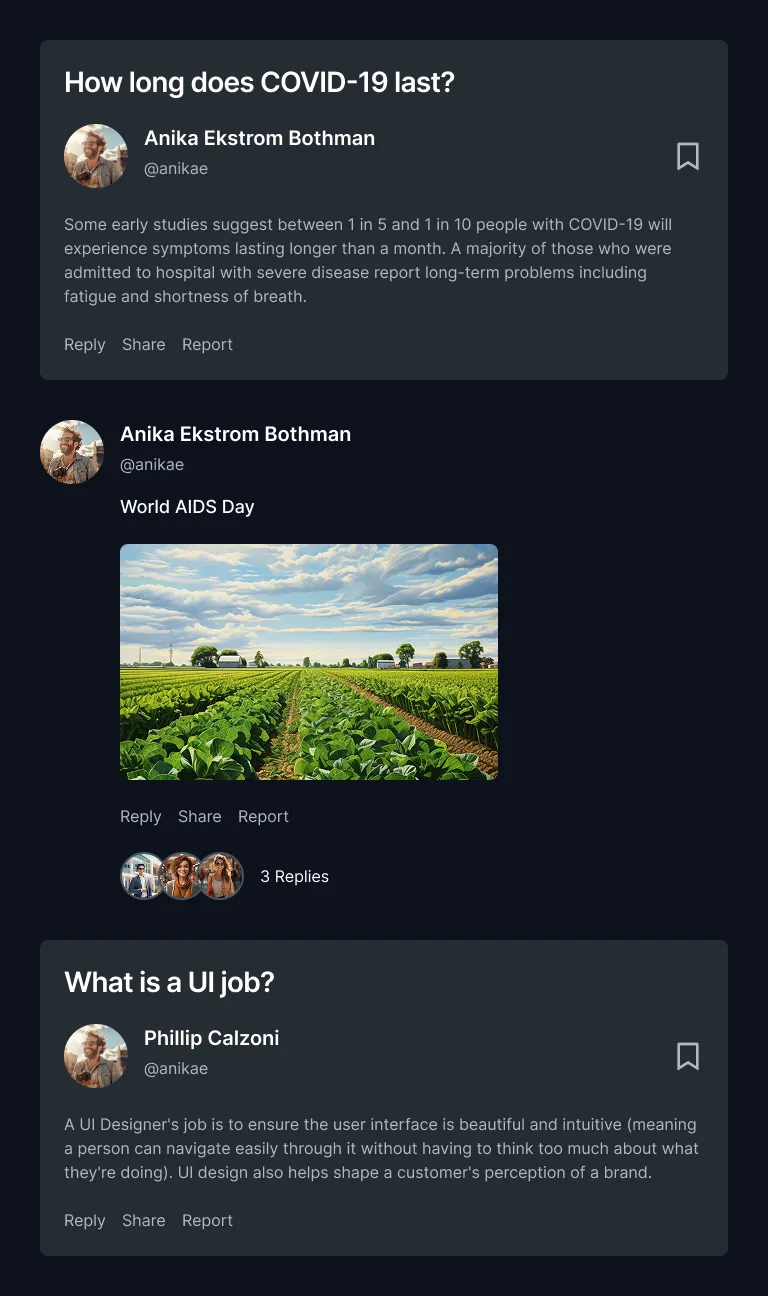 How long does COVID-19 last?
Anika Ekstrom Bothman
@anikae
Some early studies suggest between 1 in 5 and 1 in 10 people with COVID-19 will
experience symptoms lasting longer than a month. A majority of those who were
admitted to hospital with severe disease report long-term problems including
fatigue and shortness of breath.
Reply Share Report
Anika Ekstrom Bothman
@anikae
World AIDS Day
Reply Share Report
3 Replies
What is a UI job?
Phillip Calzoni
@anikae
A UI Designer's job is to ensure the user interface is beautiful and intuitive (meaning
a person can navigate easily through it without having to think too much about what
they're doing). UI design also helps shape a customer's perception of a brand.
Reply Share Report